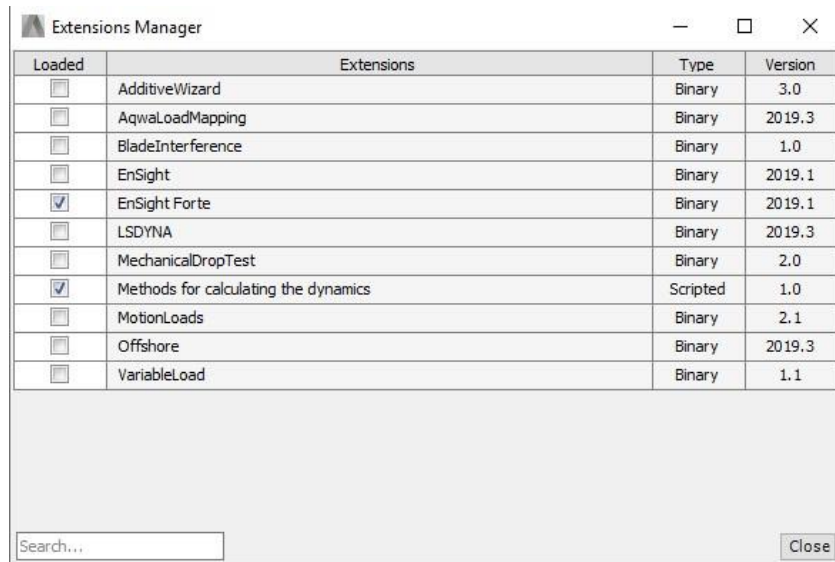 Extensions Manager
Loaded Extensions Type Version
AdditiveWizard Binary 3.0
AqwaLoadMapping Binary 2019.3
BladeInterference Binary 1.0
EnSight Binary 2019.1
EnSight Forte Binary 2019.1
LSDYNA Binary 2019.3
MechanicalDropTest Binary 2.0
Methods for calculating the dynamics Scripted 1.0
MotionLoads Binary 2.1
Offshore Binary 2019.3
VariableLoad Binary 1.1
Search... Close